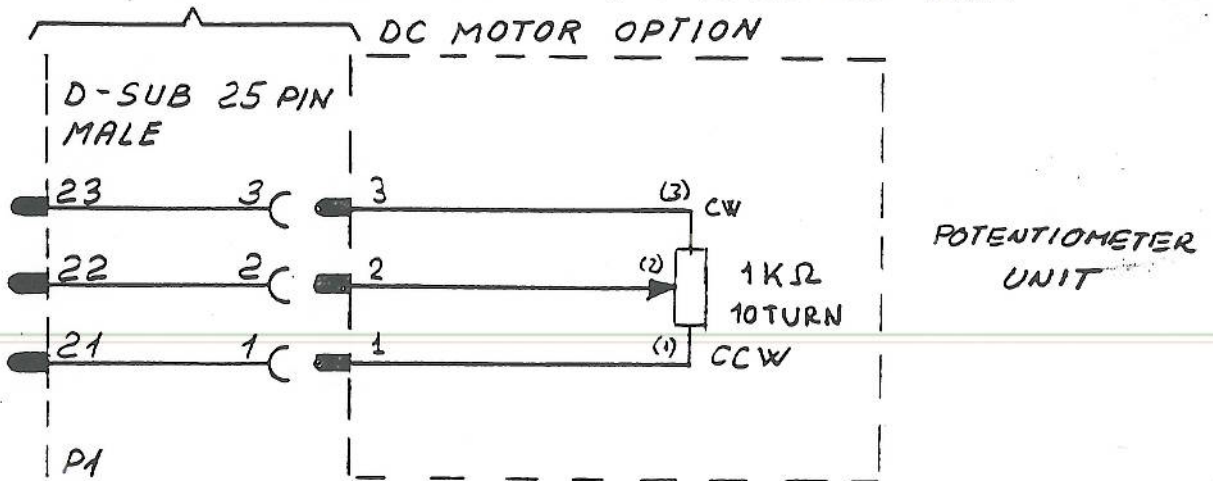 DC MOTOR OPTION
D-SUB 25 PIN
MALE
23 3 3 (3) CW
22 2 2 (2) 1KΩ
10TURN
21 1 1 (1) CCW
POTENTIOMETER
UNIT
P1